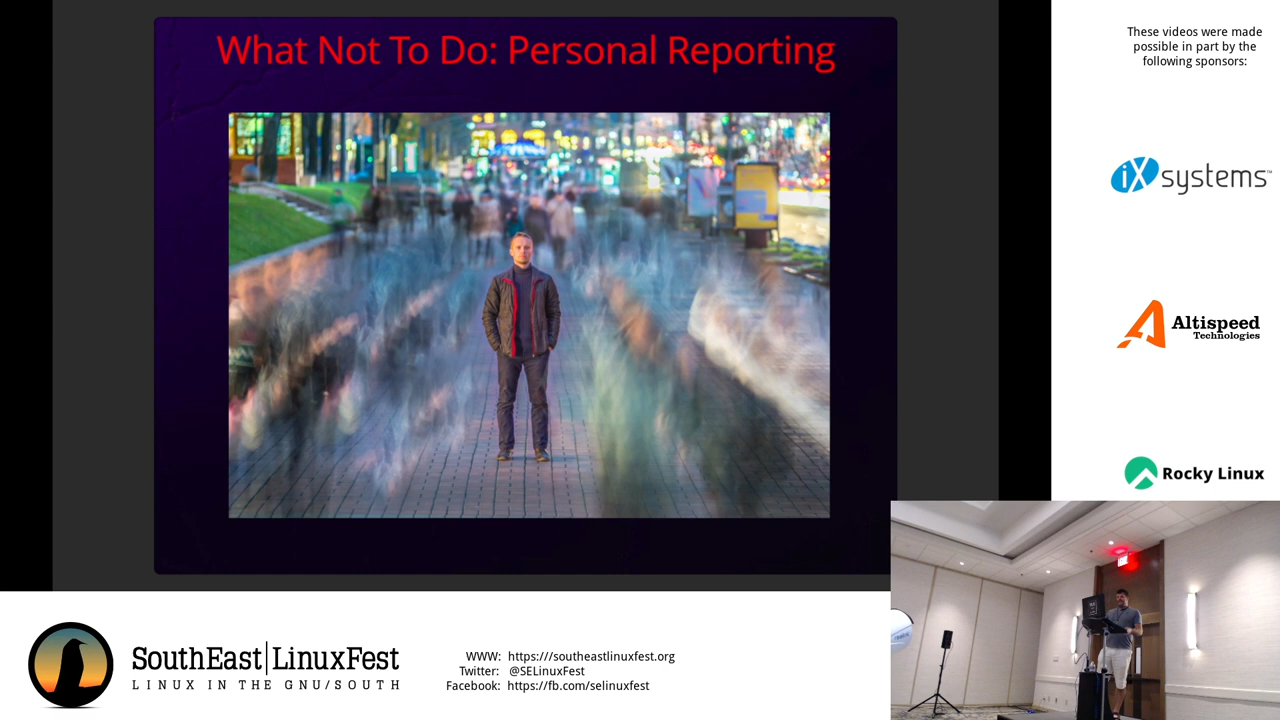 What Not To Do: Personal Reporting
These videos were made
possible in part by the
following sponsors:
iXsystems™
Altispeed
Technologies
Rocky Linux
SouthEast|LinuxFest
LINUX IN THE GNU/SOUTH
WWW: https:///southeastlinuxfest.org
Twitter: @SELinuxFest
Facebook: https://fb.com/selinuxfest